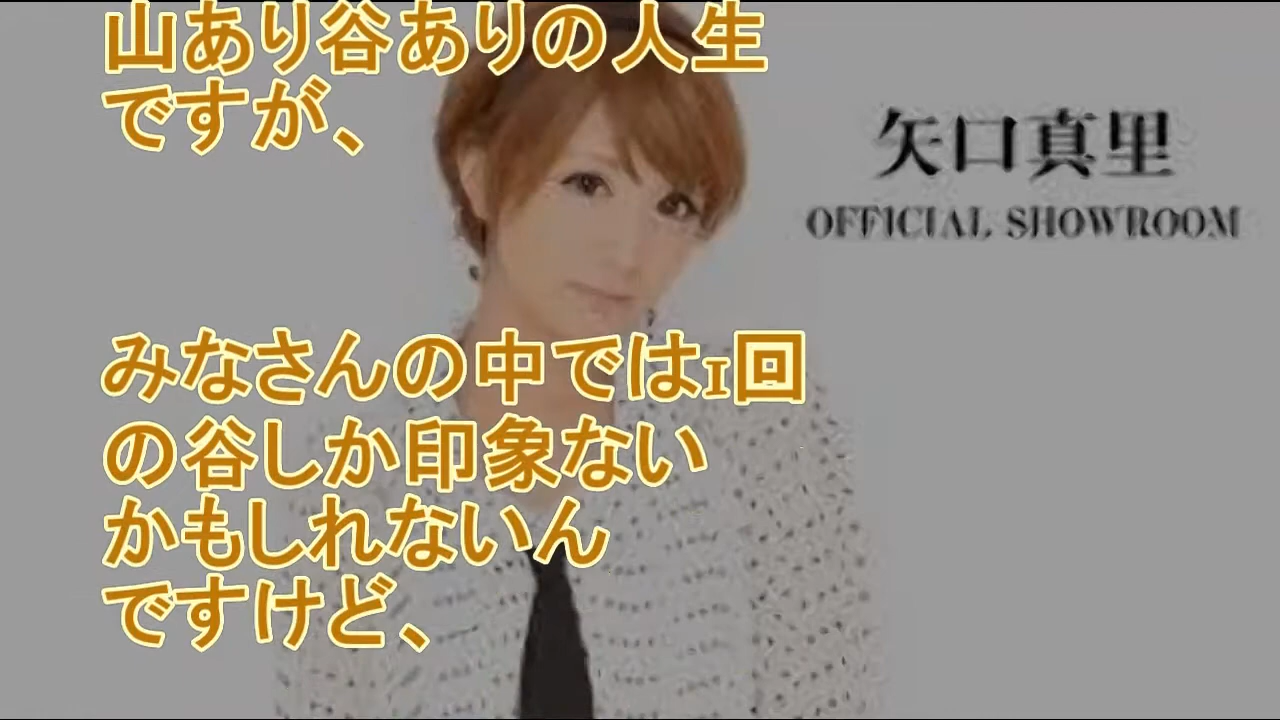 山あり谷ありの人生
ですが、
矢口真里
OFFICIAL SHOWROOM
みなさんの中では1回
の谷しか印象ない
かもしれないん
ですけど、